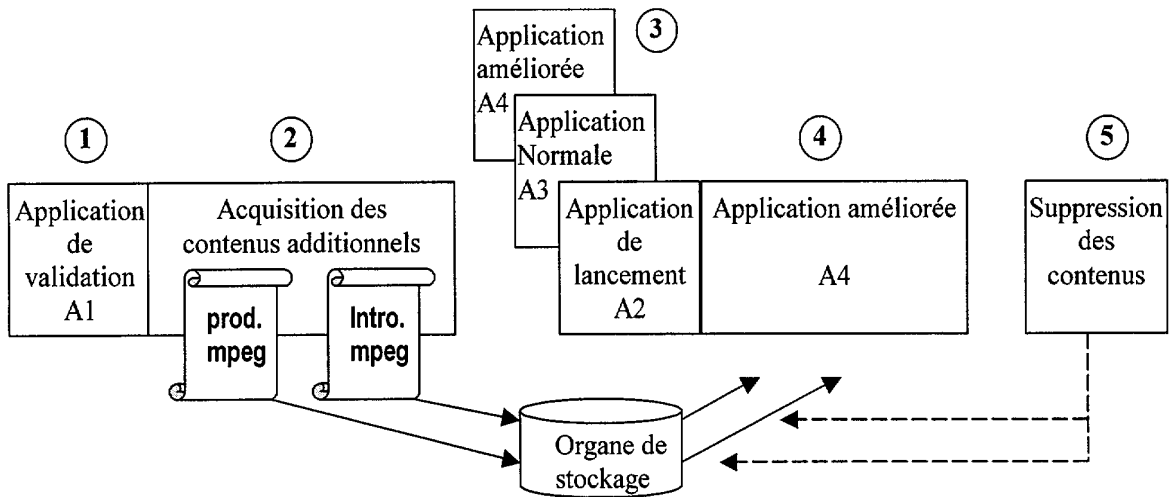 1
Application
de
validation
A1
2
Acquisition des
contenus additionnels
prod.
mpeg
Intro.
mpeg
3
Application
améliorée
A4
Application
Normale
A3
Application
de
lancement
A2
4
Application améliorée
A4
5
Suppression
des
contenus
Organe de
stockage